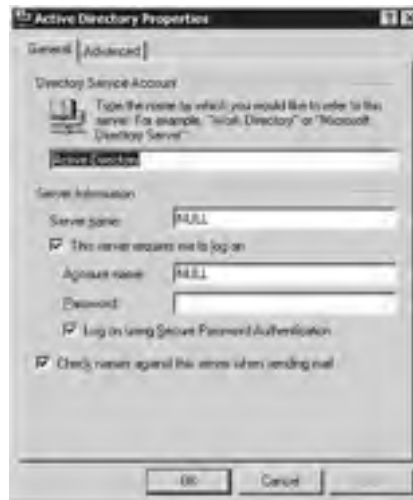 Active Directory Properties
General Advanced
Directory Service Account
Type the name by which you would like to refer to this
server. For example, "Work Directory" or "Microsoft
Directory Server".
Active Directory
Server Information
Server name: NULL
This server requires me to log on
Account name: NULL
Password:
Log on using Secure Password Authentication
Check names against this server when sending mail
OK Cancel